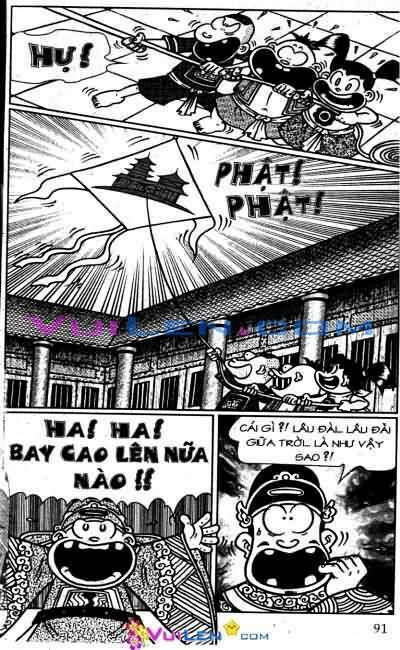 HỰ!
PHẬT!
PHẬT!
VUILEN.COM
HA! HA!
BAY CAO LÊN NỮA
NÀO!!
CÁI GÌ?! LÂU ĐÀI, LÂU ĐÀI
GIỮA TRỜI, LÀ NHƯ VẬY
SAO?!
91
VUILEN.COM